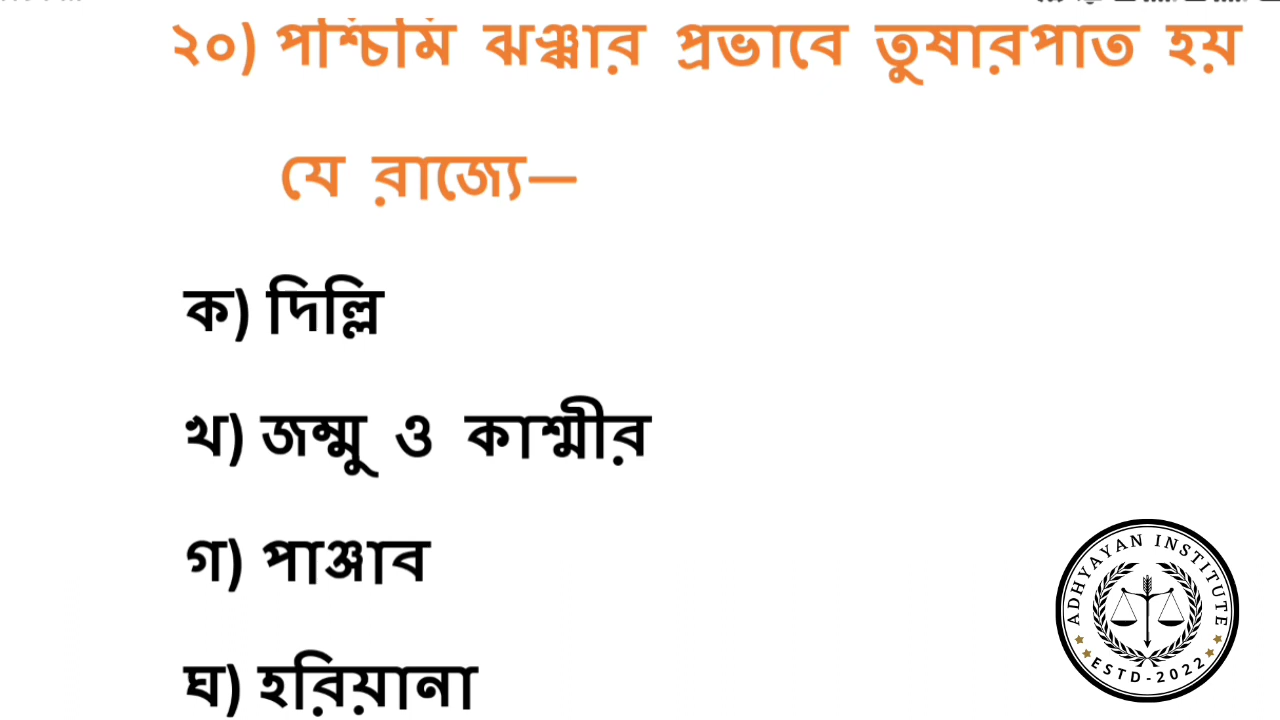 ২০) পশ্চিমি ঝঞ্ঝার প্রভাবে তুষারপাত হয়
যে রাজ্যে—
ক) দিল্লি
খ) জম্মু ও কাশ্মীর
গ) পাঞ্জাব
ঘ) হরিয়ানা
ADHYAYAN INSTITUTE
ESTD-2022